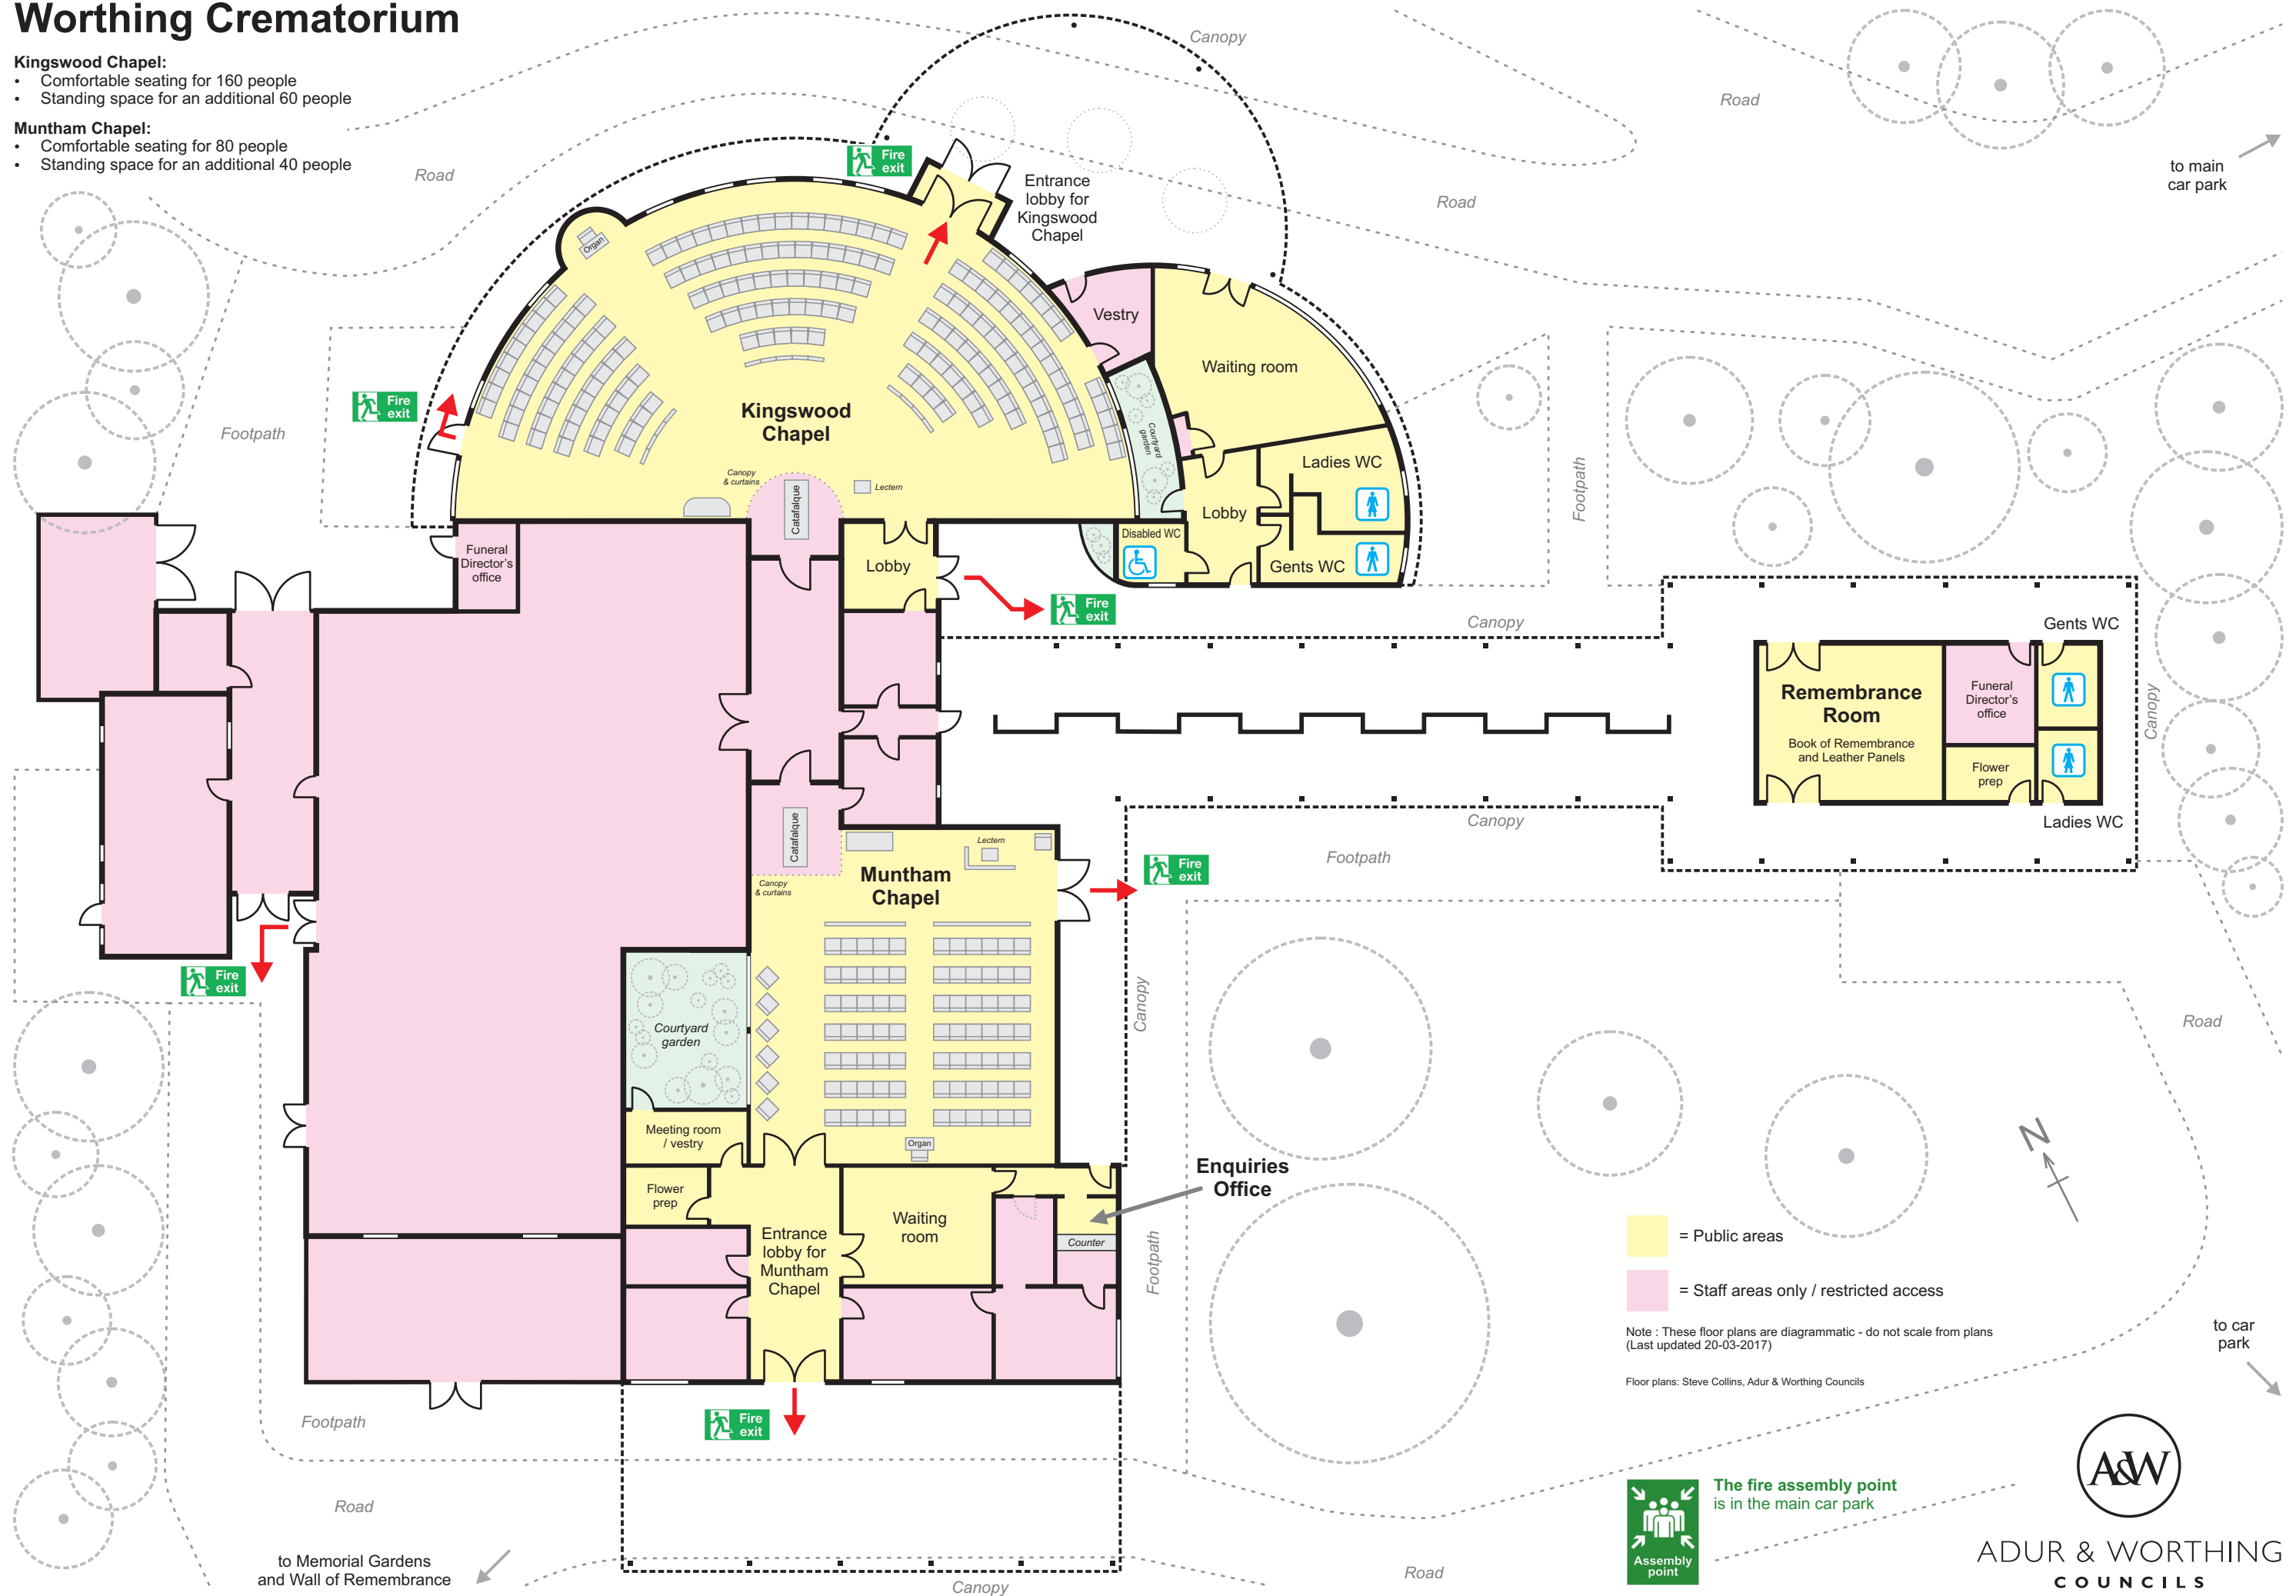 Worthing Crematorium
Kingswood Chapel:
• Comfortable seating for 160 people
• Standing space for an additional 60 people
Muntham Chapel:
• Comfortable seating for 80 people
• Standing space for an additional 40 people
Canopy
Road
to main
car park
Road
Road
Fire
exit
Entrance
lobby for
Kingswood
Chapel
Organ
Vestry
Waiting room
Fire
exit
Footpath
Kingswood
Chapel
Courtyard
garden
Canopy
& curtains
Catafalque
Lectern
Ladies WC
Footpath
Lobby
Disabled WC
Gents WC
Funeral
Director's
office
Lobby
Fire
exit
Canopy
Gents WC
Remembrance
Room
Book of Remembrance
and Leather Panels
Funeral
Director's
office
Flower
prep
Canopy
Ladies WC
Canopy
Footpath
Catafalque
Lectern
Muntham
Chapel
Canopy
& curtains
Fire
exit
Fire
exit
Courtyard
garden
Canopy
Road
Meeting room
/ vestry
Organ
Enquiries
Office
Flower
prep
Waiting
room
Entrance
lobby for
Muntham
Chapel
Counter
Footpath
N
= Public areas
= Staff areas only / restricted access
Note : These floor plans are diagrammatic - do not scale from plans
(Last updated 20-03-2017)
Floor plans: Steve Collins, Adur & Worthing Councils
to car
park
Fire
exit
Footpath
Road
to Memorial Gardens
and Wall of Remembrance
Canopy
Road
Assembly
point
The fire assembly point
is in the main car park
A&W
ADUR & WORTHING
COUNCILS